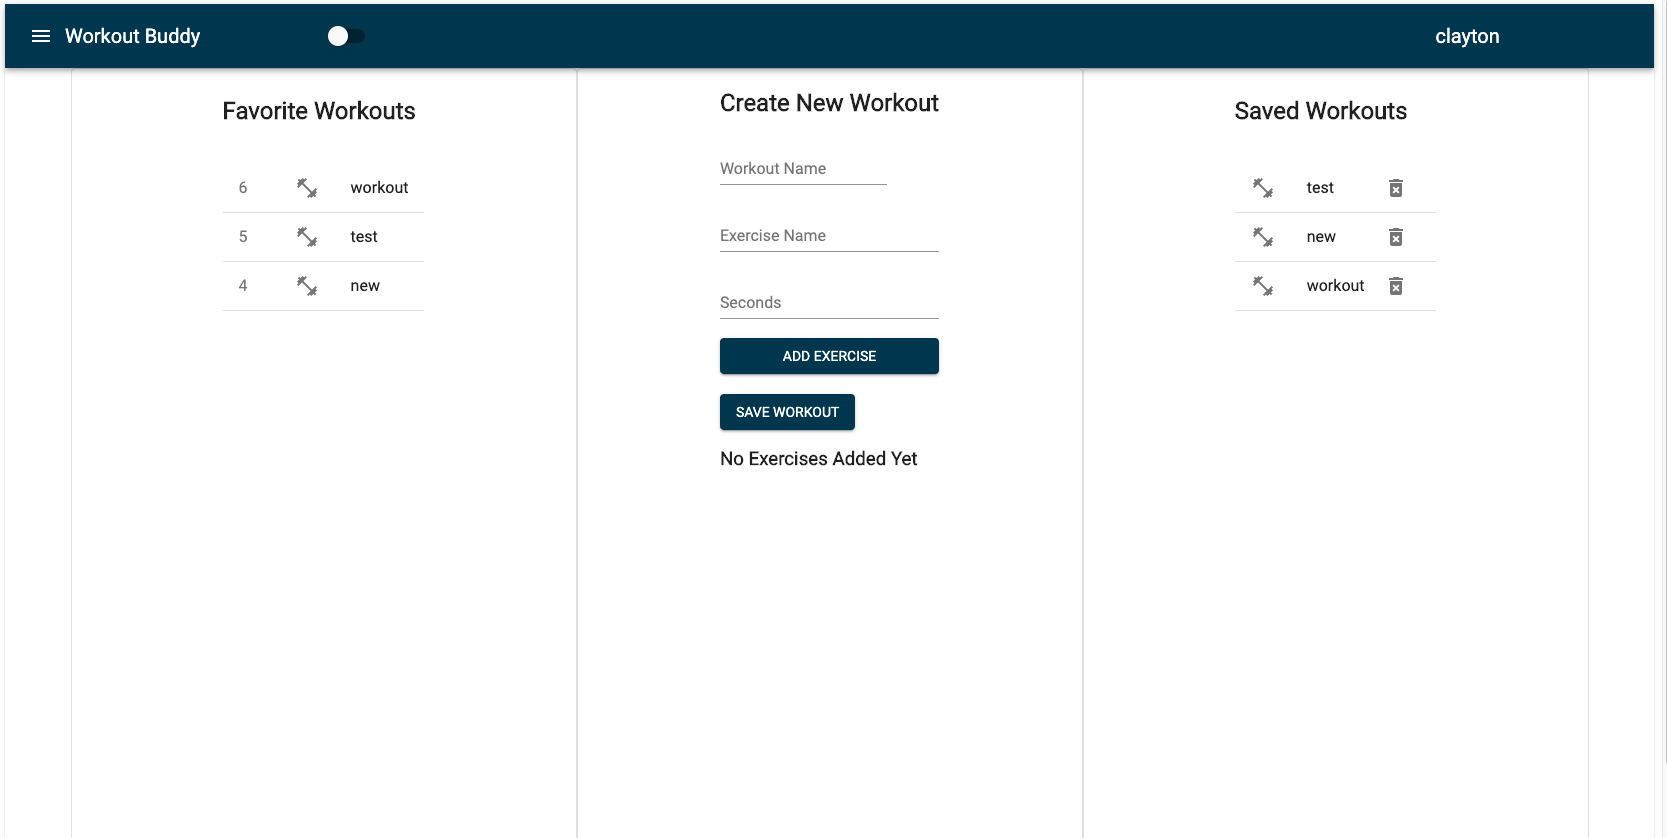 Workout Buddy
clayton
Favorite Workouts
6 workout
5 test
4 new
Create New Workout
Workout Name
Exercise Name
Seconds
ADD EXERCISE
SAVE WORKOUT
No Exercises Added Yet
Saved Workouts
test
new
workout